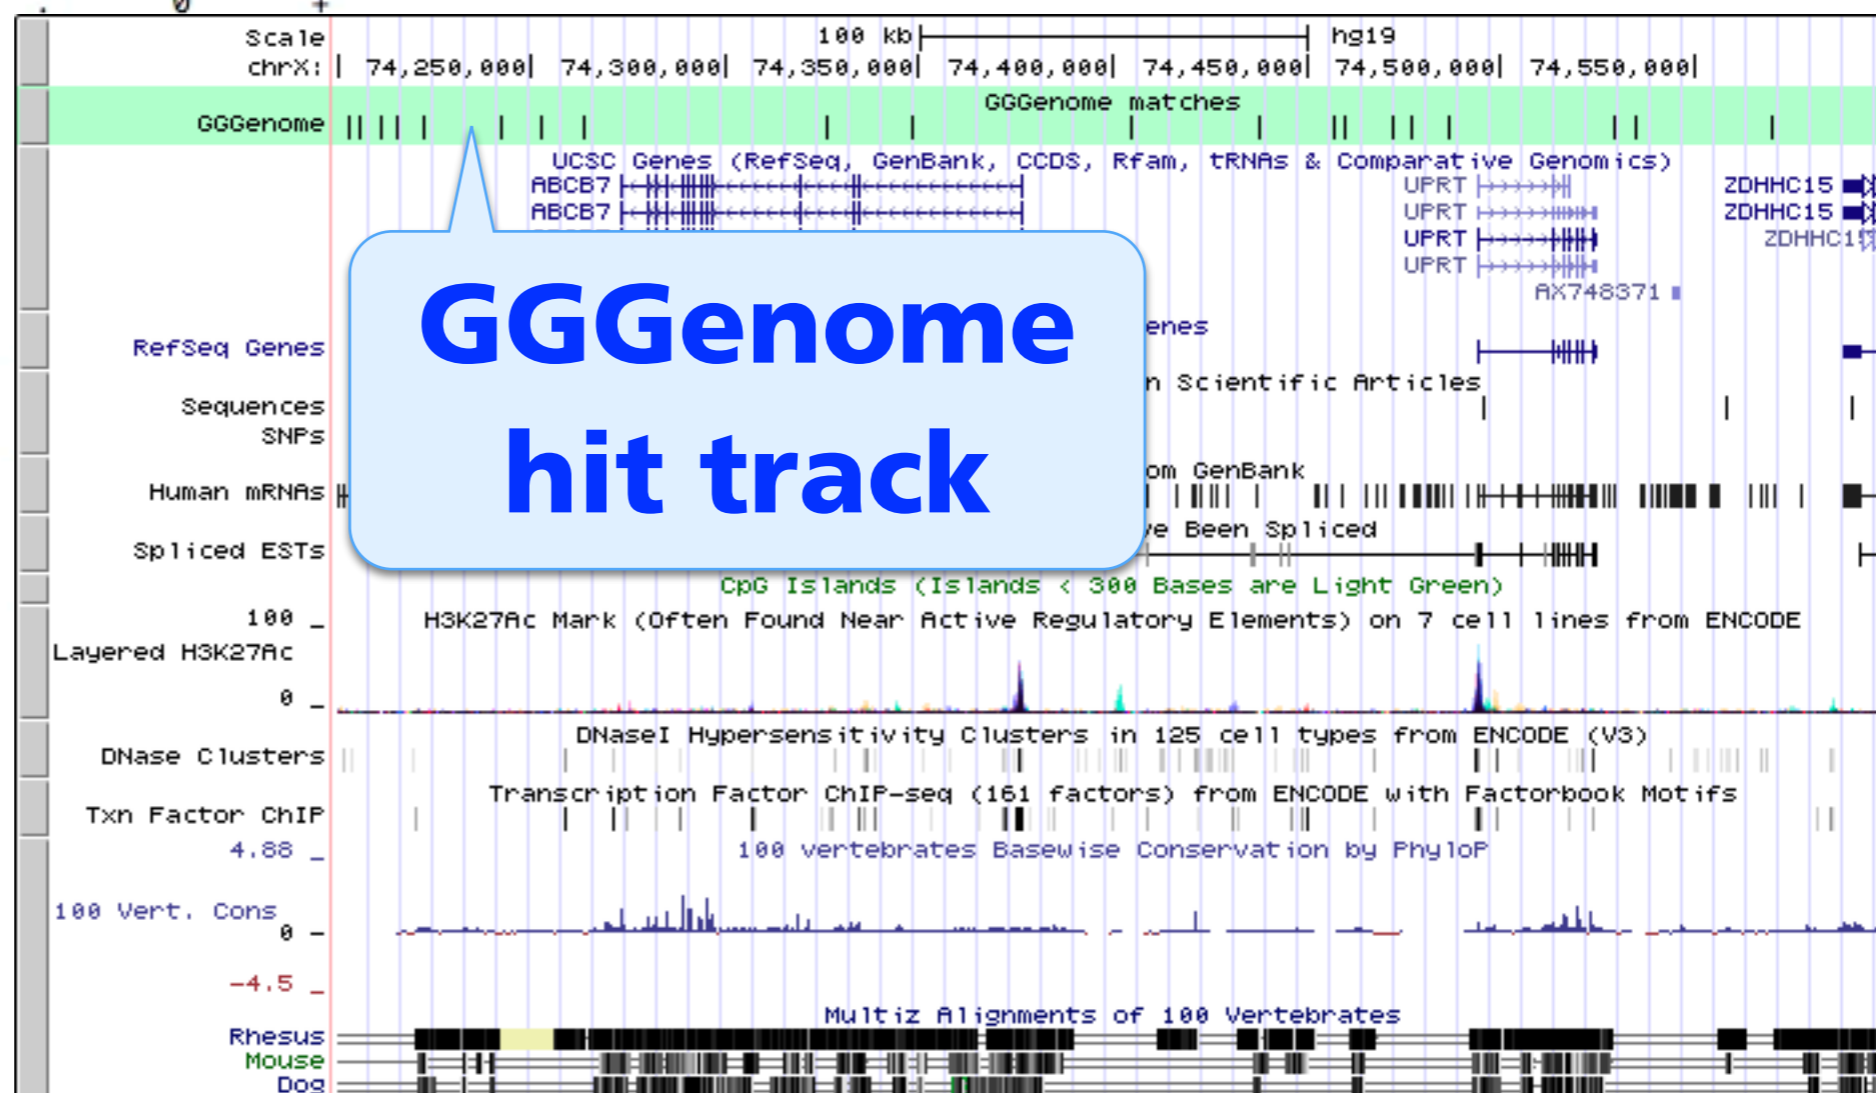 Scale 100 kb hg19
chrX: 74,250,000 74,300,000 74,350,000 74,400,000 74,450,000 74,500,000 74,550,000
GGGenome matches
GGGenome
UCSC Genes (RefSeq, GenBank, CCDS, Rfam, tRNAs & Comparative Genomics)
ABCB7 UPRT ZDHHC15
ABCB7 UPRT ZDHHC15
UPRT ZDHHC15
UPRT
AX748371
GGGenome
hit track
enes
RefSeq Genes
n Scientific Articles
Sequences
SNPs
om GenBank
Human mRNAs
ve Been Spliced
Spliced ESTs
CpG Islands (Islands < 300 Bases are Light Green)
100 _ H3K27Ac Mark (Often Found Near Active Regulatory Elements) on 7 cell lines from ENCODE
Layered H3K27Ac
0 _
DNaseI Hypersensitivity Clusters in 125 cell types from ENCODE (V3)
DNase Clusters
Transcription Factor ChIP-seq (161 factors) from ENCODE with Factorbook Motifs
Txn Factor ChIP
4.88 _ 100 vertebrates Basewise Conservation by PhyloP
100 Vert. Cons
0 _
-4.5 _
Multiz Alignments of 100 Vertebrates
Rhesus
Mouse
Dog